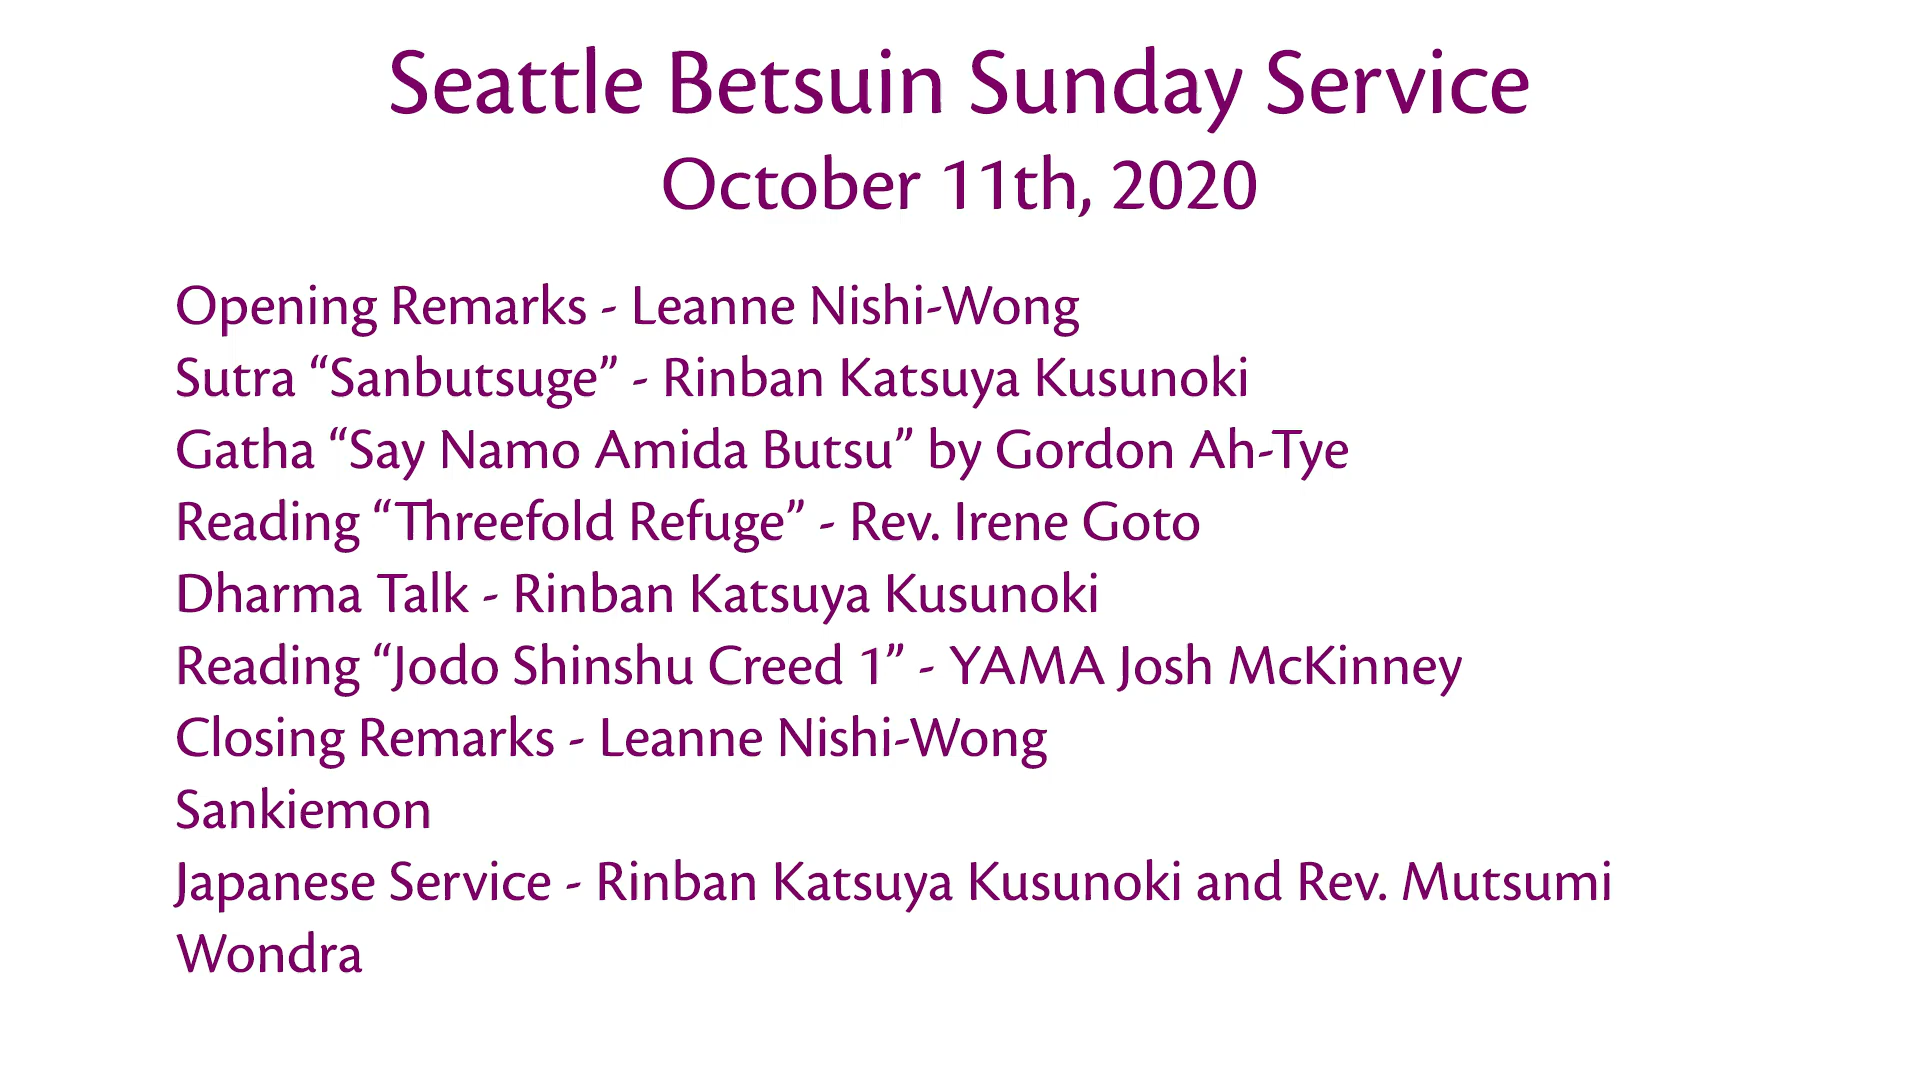 Seattle Betsuin Sunday Service
October 11th, 2020
Opening Remarks - Leanne Nishi-Wong
Sutra “Sanbutsuge” - Rinban Katsuya Kusunoki
Gatha “Say Namo Amida Butsu” by Gordon Ah-Tye
Reading “Threefold Refuge” - Rev. Irene Goto
Dharma Talk - Rinban Katsuya Kusunoki
Reading “Jodo Shinshu Creed 1” - YAMA Josh McKinney
Closing Remarks - Leanne Nishi-Wong
Sankiemon
Japanese Service - Rinban Katsuya Kusunoki and Rev. Mutsumi
Wondra